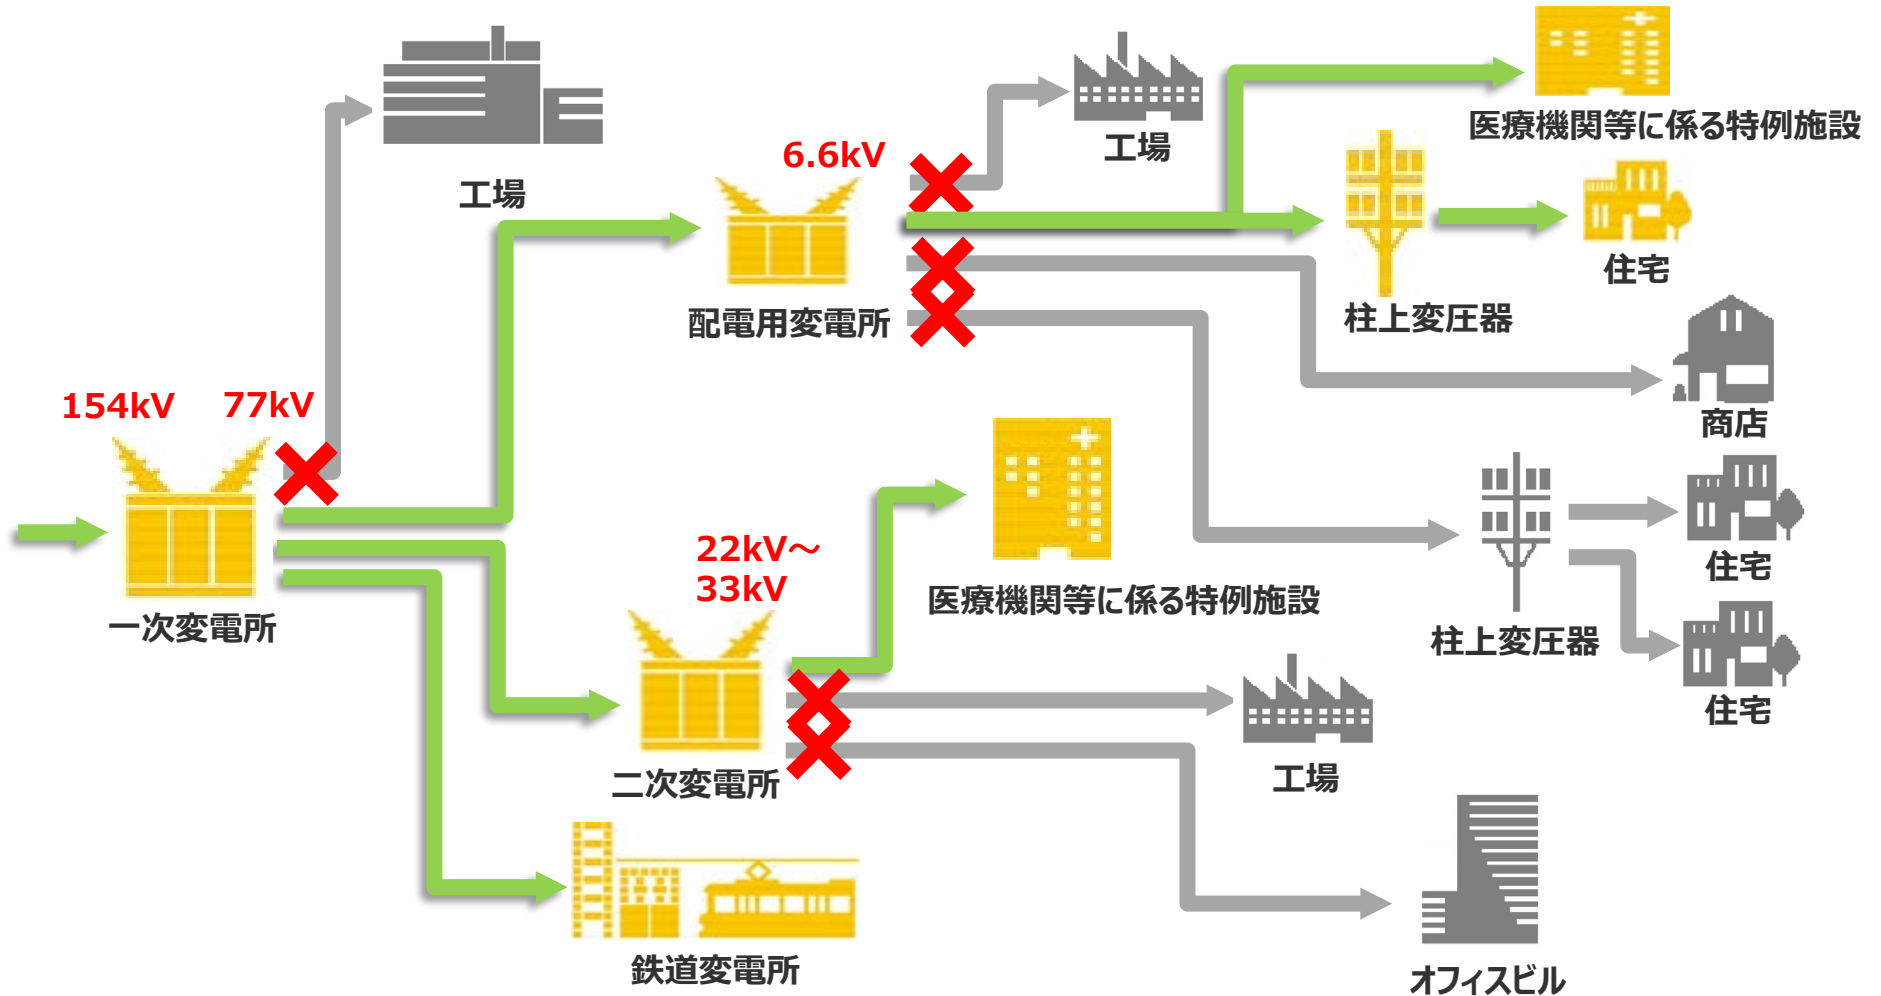 医療機関等に係る特例施設
工場
6.6kV
工場
住宅
配電用変電所
柱上変圧器
154kV
77kV
商店
22kV～
33kV
住宅
医療機関等に係る特例施設
一次変電所
柱上変圧器
住宅
二次変電所
工場
鉄道変電所
オフィスビル